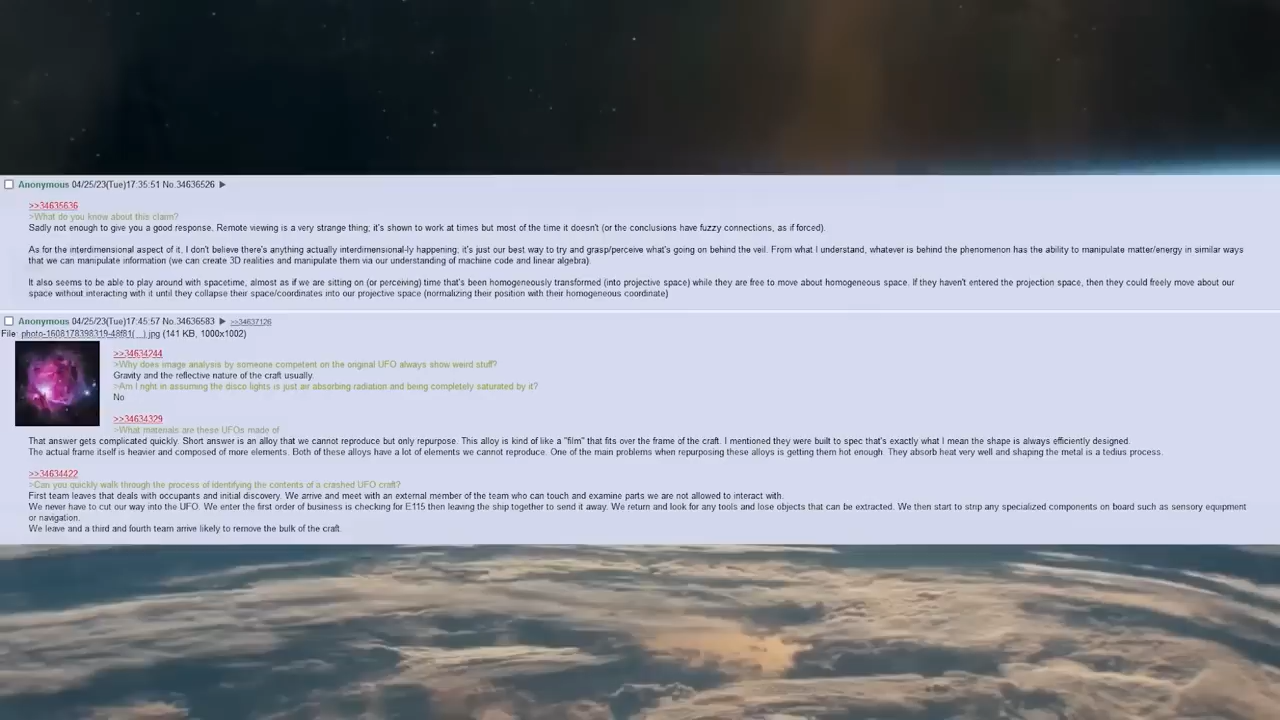 Anonymous 04/25/23(Tue)17:35:51 No.34636526 ▶
>>34635636
>What do you know about this claim?
Sadly not enough to give you a good response. Remote viewing is a very strange thing; it's shown to work at times but most of the time it doesn't (or the conclusions have fuzzy connections, as if forced).
As for the interdimensional aspect of it, I don't believe there's anything actually interdimensional-ly happening; it's just our best way to try and grasp/perceive what's going on behind the veil. From what I understand, whatever is behind the phenomenon has the ability to manipulate matter/energy in similar ways
that we can manipulate information (we can create 3D realities and manipulate them via our understanding of machine code and linear algebra).
It also seems to be able to play around with spacetime, almost as if we are sitting on (or perceiving) time that's been homogeneously transformed (into projective space) while they are free to move about homogeneous space. If they haven't entered the projection space, then they could freely move about our
space without interacting with it until they collapse their space/coordinates into our projective space (normalizing their position with their homogeneous coordinate)
Anonymous 04/25/23(Tue)17:45:57 No.34636583 ▶ >>34637126
File: photo-1608178398319-48f81(...).jpg (141 KB, 1000x1002)
>>34634244
>Why does image analysis by someone competent on the original UFO always show weird stuff?
Gravity and the reflective nature of the craft usually.
>Am I right in assuming the disco lights is just air absorbing radiation and being completely saturated by it?
No
>>34634329
>What materials are these UFOs made of
That answer gets complicated quickly. Short answer is an alloy that we cannot reproduce but only repurpose. This alloy is kind of like a "film" that fits over the frame of the craft. I mentioned they were built to spec that's exactly what I mean the shape is always efficiently designed.
The actual frame itself is heavier and composed of more elements. Both of these alloys have a lot of elements we cannot reproduce. One of the main problems when repurposing these alloys is getting them hot enough. They absorb heat very well and shaping the metal is a tedius process.
>>34634422
>Can you quickly walk through the process of identifying the contents of a crashed UFO craft?
First team leaves that deals with occupants and initial discovery. We arrive and meet with an external member of the team who can touch and examine parts we are not allowed to interact with.
We never have to cut our way into the UFO. We enter the first order of business is checking for E115 then leaving the ship together to send it away. We return and look for any tools and lose objects that can be extracted. We then start to strip any specialized components on board such as sensory equipment
or navigation.
We leave and a third and fourth team arrive likely to remove the bulk of the craft.